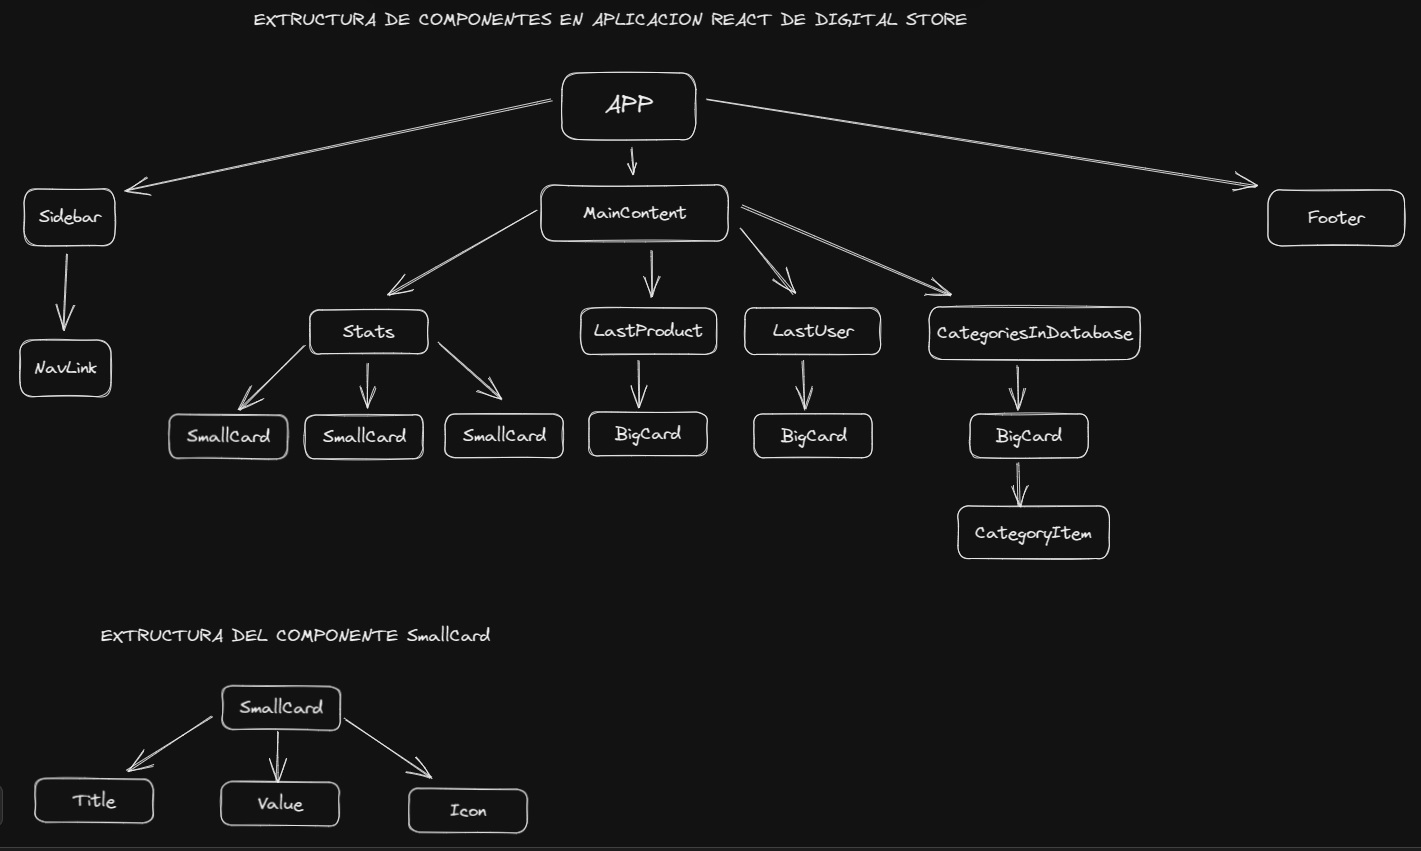 EXTRUCTURA DE COMPONENTES EN APLICACION REACT DE DIGITAL STORE
APP
Sidebar
MainContent
Footer
NavLink
Stats
LastProduct
LastUser
CategoriesInDatabase
SmallCard
SmallCard
SmallCard
BigCard
BigCard
BigCard
CategoryItem
EXTRUCTURA DEL COMPONENTE SmallCard
SmallCard
Title
Value
Icon